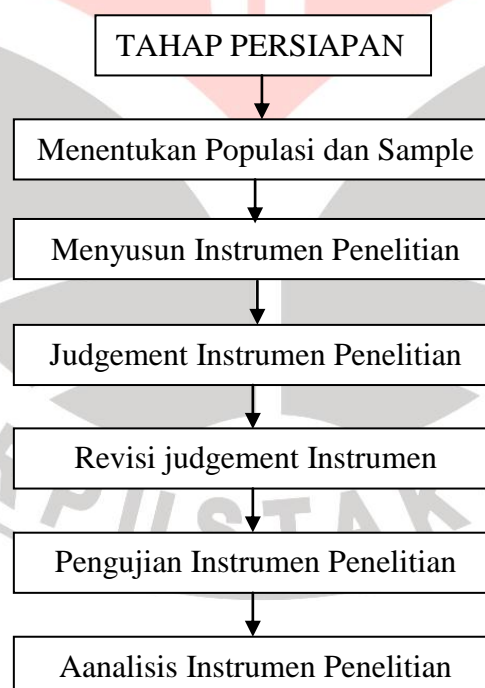 TAHAP PERSIAPAN
Menentukan Populasi dan Sample
Menyusun Instrumen Penelitian
Judgement Instrumen Penelitian
Revisi judgement Instrumen
Pengujian Instrumen Penelitian
Aanalisis Instrumen Penelitian